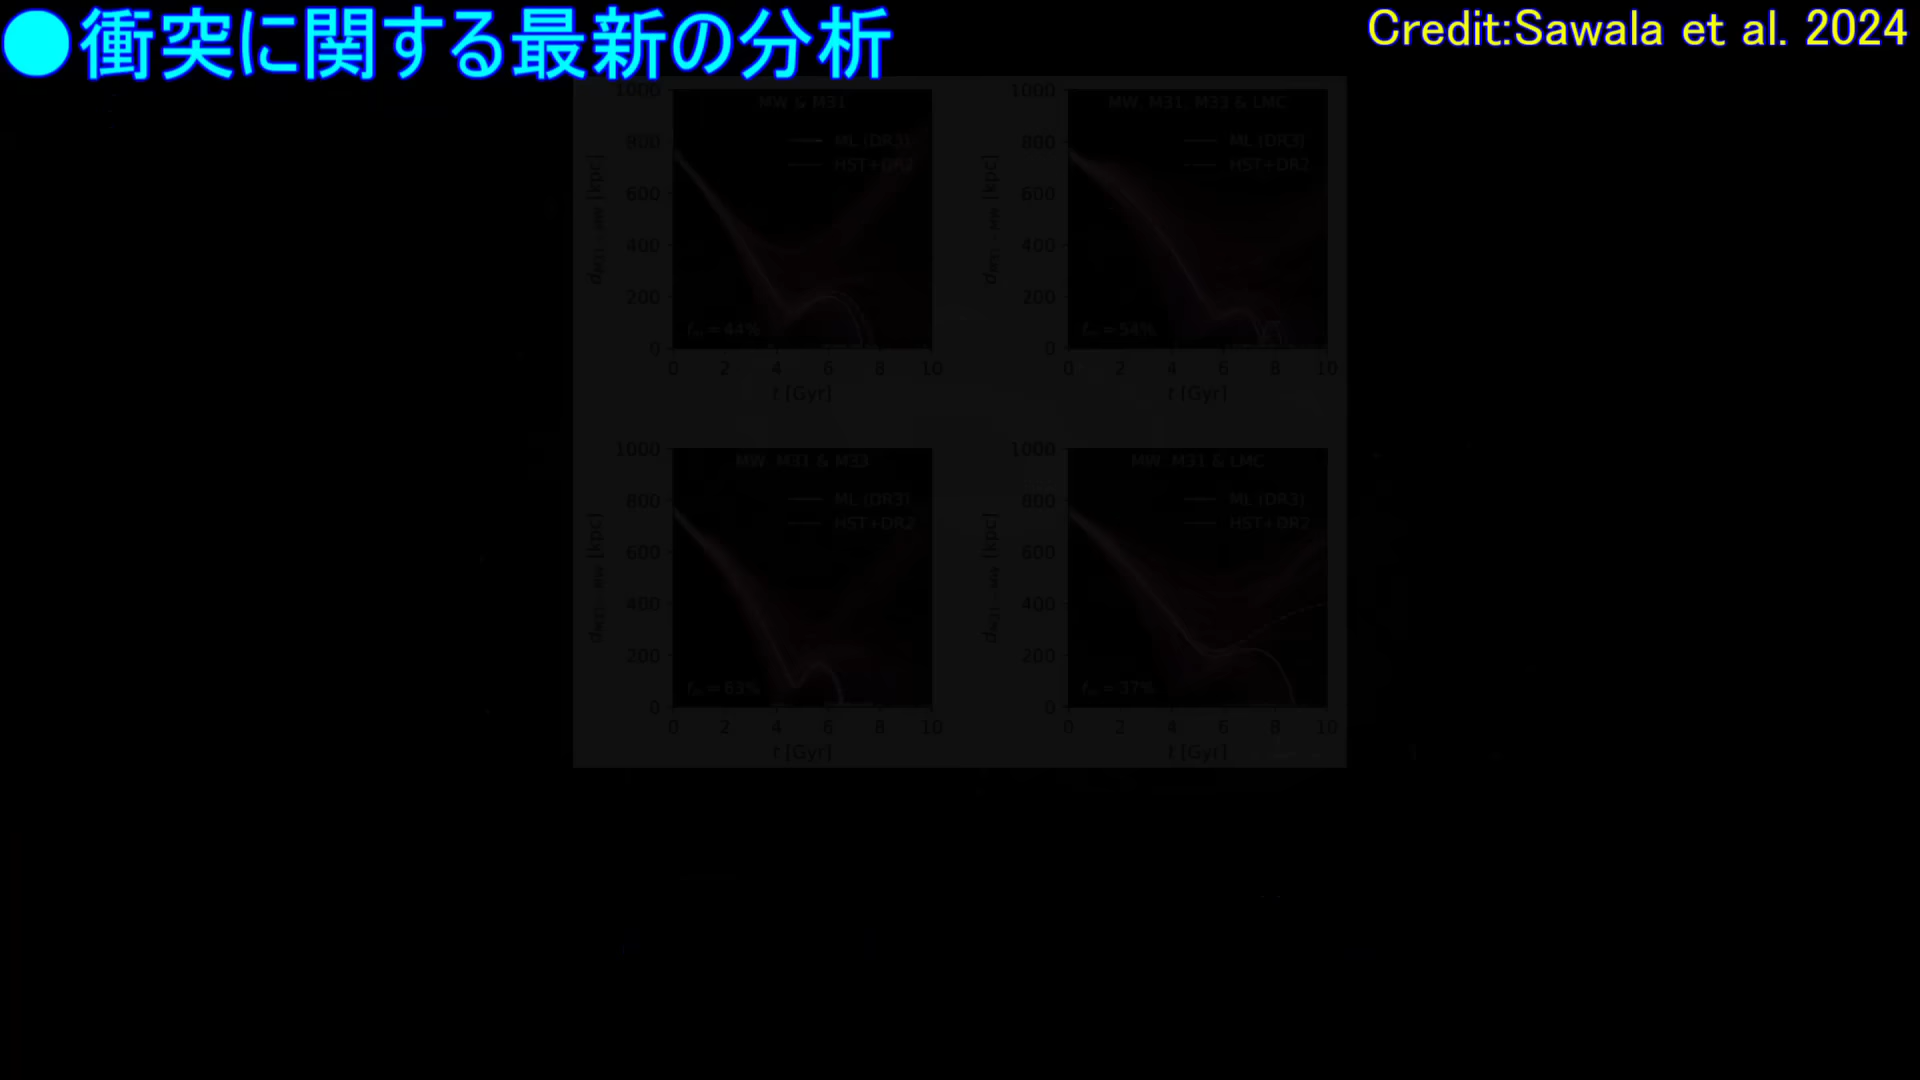 ●衝突に関する最新の分析
Credit:Sawala et al. 2024
MW & M31
ML (DR3)
HST+DR2
1000
800
600
400
200
0
0 2 4 6 8 10
t [Gyr]
MW, M31, M33 & LMC
ML (DR3)
HST+DR2
1000
800
600
400
200
0
0 2 4 6 8 10
t [Gyr]
MW, M31 & M33
ML (DR3)
HST+DR2
1000
800
600
400
200
0
0 2 4 6 8 10
t [Gyr]
MW, M31 & LMC
ML (DR3)
HST+DR2
1000
800
600
400
200
0
0 2 4 6 8 10
t [Gyr]